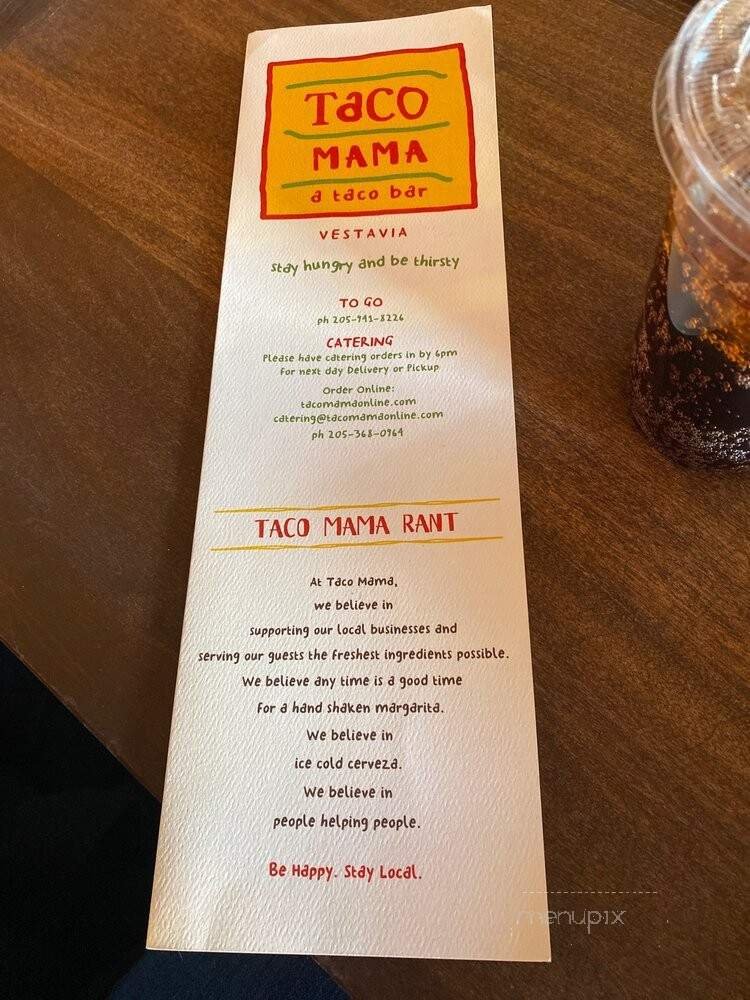 TaCO
MAMA
a taco bar
VESTAVIA
stay hungry and be thirsty
TO GO
ph 205-941-8226
CATERING
Please have catering orders in by 6pm
for next day Delivery or Pickup
Order Online:
tacomamaonline.com
catering@tacomamaonline.com
ph 205-368-0964
TACO MAMA RANT
At Taco Mama,
we believe in
supporting our local businesses and
serving our guests the freshest ingredients possible.
We believe any time is a good time
for a hand shaken margarita.
We believe in
ice cold cerveza.
We believe in
people helping people.
Be Happy. Stay Local.
menupix